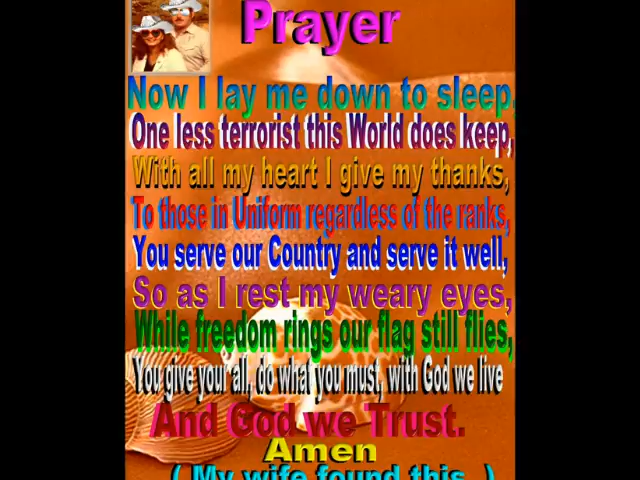 Prayer
Now I lay me down to sleep.
One less terrorist this World does keep,
With all my heart I give my thanks,
To those in Uniform regardless of the ranks,
You serve our Country and serve it well,
So as I rest my weary eyes,
While freedom rings our flag still flies,
You give your all, do what you must, with God we live
And God we Trust.
Amen
( My wife found this )